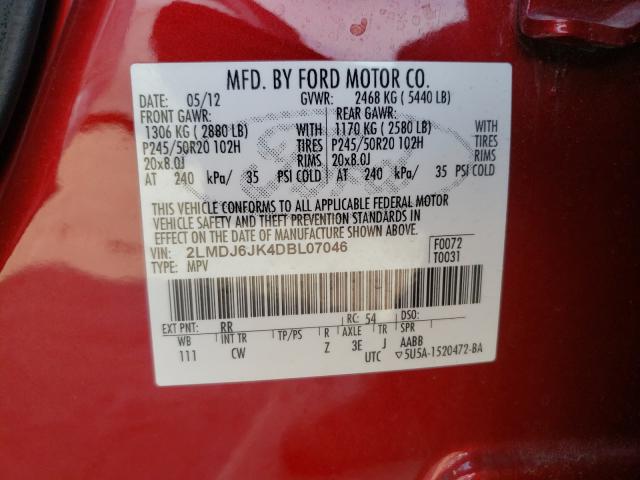 MFD. BY FORD MOTOR CO.
DATE: 05/12 GVWR: 2468 KG ( 5440 LB)
FRONT GAWR: REAR GAWR:
1306 KG ( 2880 LB) WITH 1170 KG ( 2580 LB) WITH
P245/50R20 102H TIRES P245/50R20 102H TIRES
20x8.0J RIMS 20x8.0J RIMS
AT 240 kPa/ 35 PSI COLD AT 240 kPa/ 35 PSI COLD
Ford
THIS VEHICLE CONFORMS TO ALL APPLICABLE FEDERAL MOTOR
VEHICLE SAFETY AND THEFT PREVENTION STANDARDS IN
EFFECT ON THE DATE OF MANUFACTURE SHOWN ABOVE.
VIN: 2LMDJ6JK4DBL07046 F0072
TYPE: MPV T0031
EXT PNT: RR RC: 54 DSO:
WB INT TR TP/PS R AXLE TR SPR
111 CW Z 3E J AABB
UTC ▽5U5A-1520472-BA